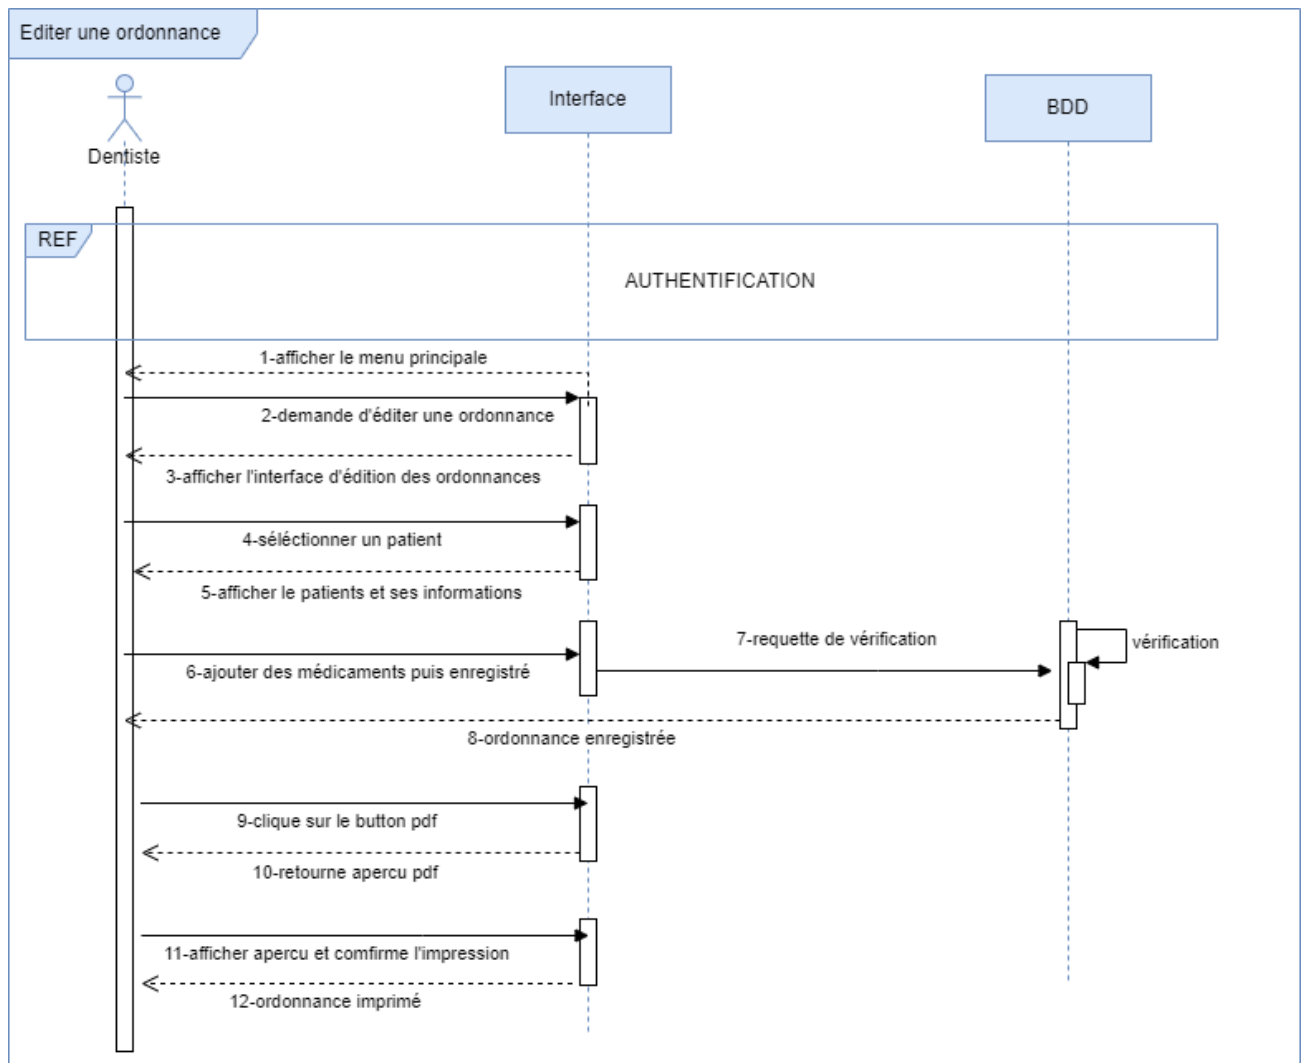 Editer une ordonnance
Dentiste
Interface
BDD
REF
AUTHENTIFICATION
1-afficher le menu principale
2-demande d'éditer une ordonnance
3-afficher l'interface d'édition des ordonnances
4-séléctionner un patient
5-afficher le patients et ses informations
7-requette de vérification
vérification
6-ajouter des médicaments puis enregistré
8-ordonnance enregistrée
9-clique sur le button pdf
10-retourne apercu pdf
11-afficher apercu et comfirme l'impression
12-ordonnance imprimé